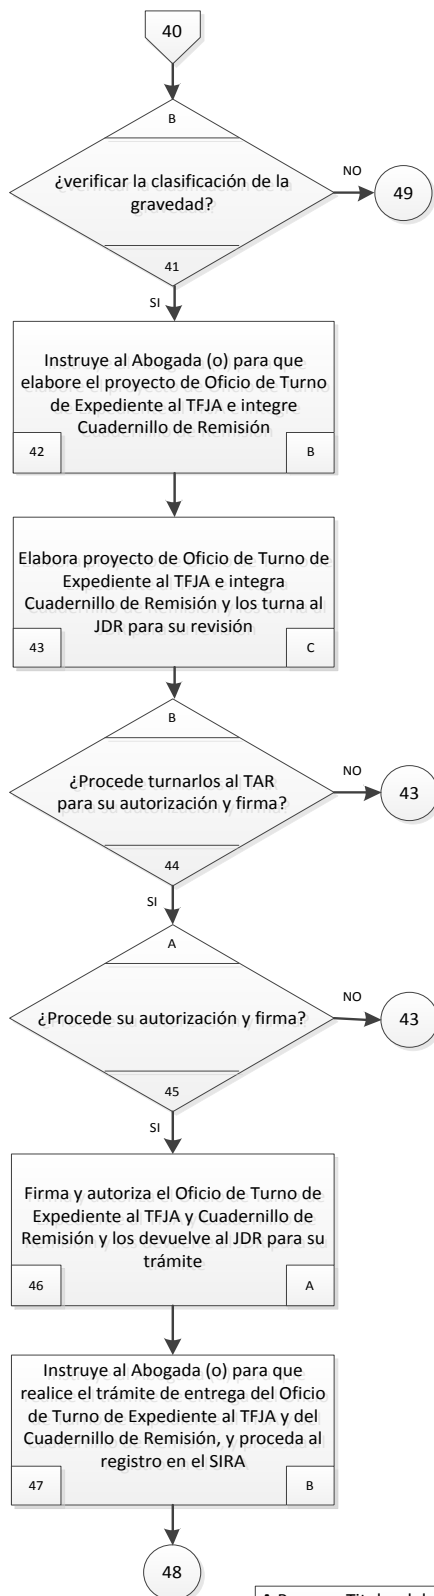 40
B
¿verificar la clasificación de la
gravedad?
41
NO
49
SI
Instruye al Abogada (o) para que
elabore el proyecto de Oficio de Turno
de Expediente al TFJA e integre
Cuadernillo de Remisión
42
B
Elabora proyecto de Oficio de Turno de
Expediente al TFJA e integra
Cuadernillo de Remisión y los turna al
JDR para su revisión
43
C
B
¿Procede turnarlos al TAR
para su autorización y firma?
44
NO
43
SI
A
¿Procede su autorización y firma?
45
NO
43
SI
Firma y autoriza el Oficio de Turno de
Expediente al TFJA y Cuadernillo de
Remisión y los devuelve al JDR para su
trámite
46
A
Instruye al Abogada (o) para que
realice el trámite de entrega del Oficio
de Turno de Expediente al TFJA y del
Cuadernillo de Remisión, y proceda al
registro en el SIRA
47
B
48